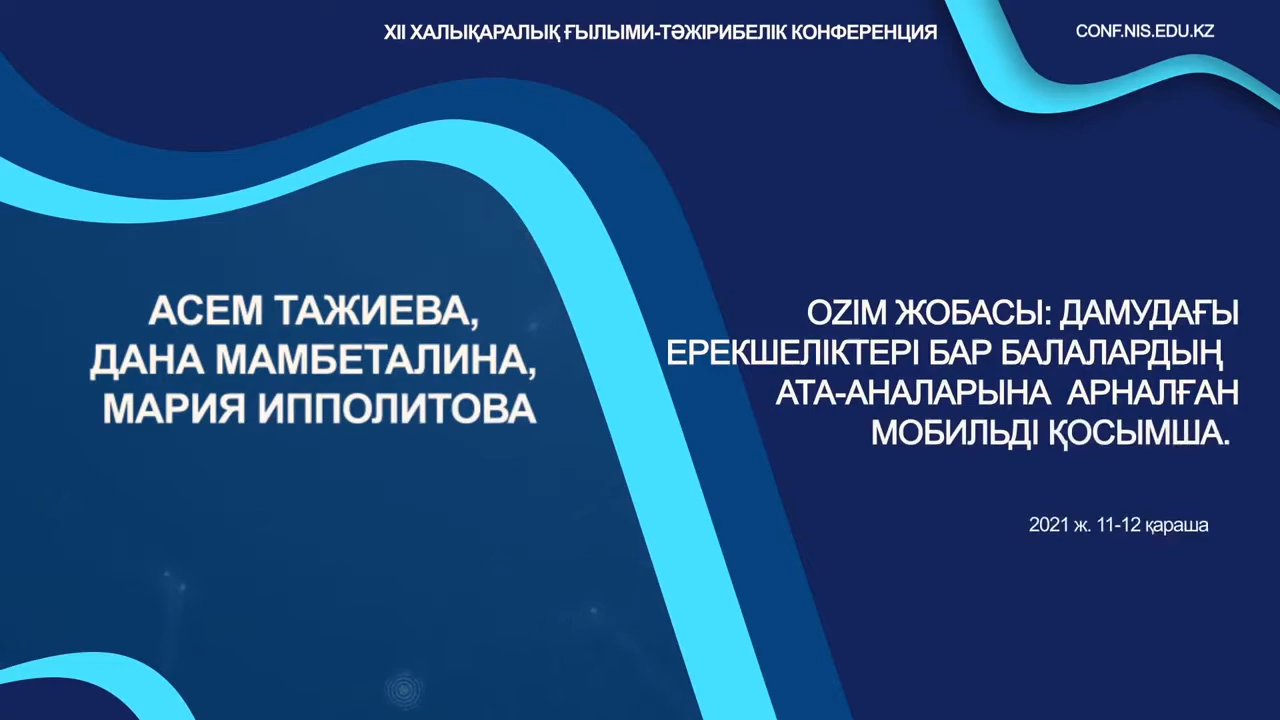 XII ХАЛЫҚАРАЛЫҚ ҒЫЛЫМИ-ТӘЖІРИБЕЛІК КОНФЕРЕНЦИЯ
CONF.NIS.EDU.KZ
АСЕМ ТАЖИЕВА,
ДАНА МАМБЕТАЛИНА,
МАРИЯ ИППОЛИТОВА
OZIM ЖОБАСЫ: ДАМУДАҒЫ
ЕРЕКШЕЛІКТЕРІ БАР БАЛАЛАРДЫҢ
АТА-АНАЛАРЫНА АРНАЛҒАН
МОБИЛЬДІ ҚОСЫМША.
2021 ж. 11-12 қараша